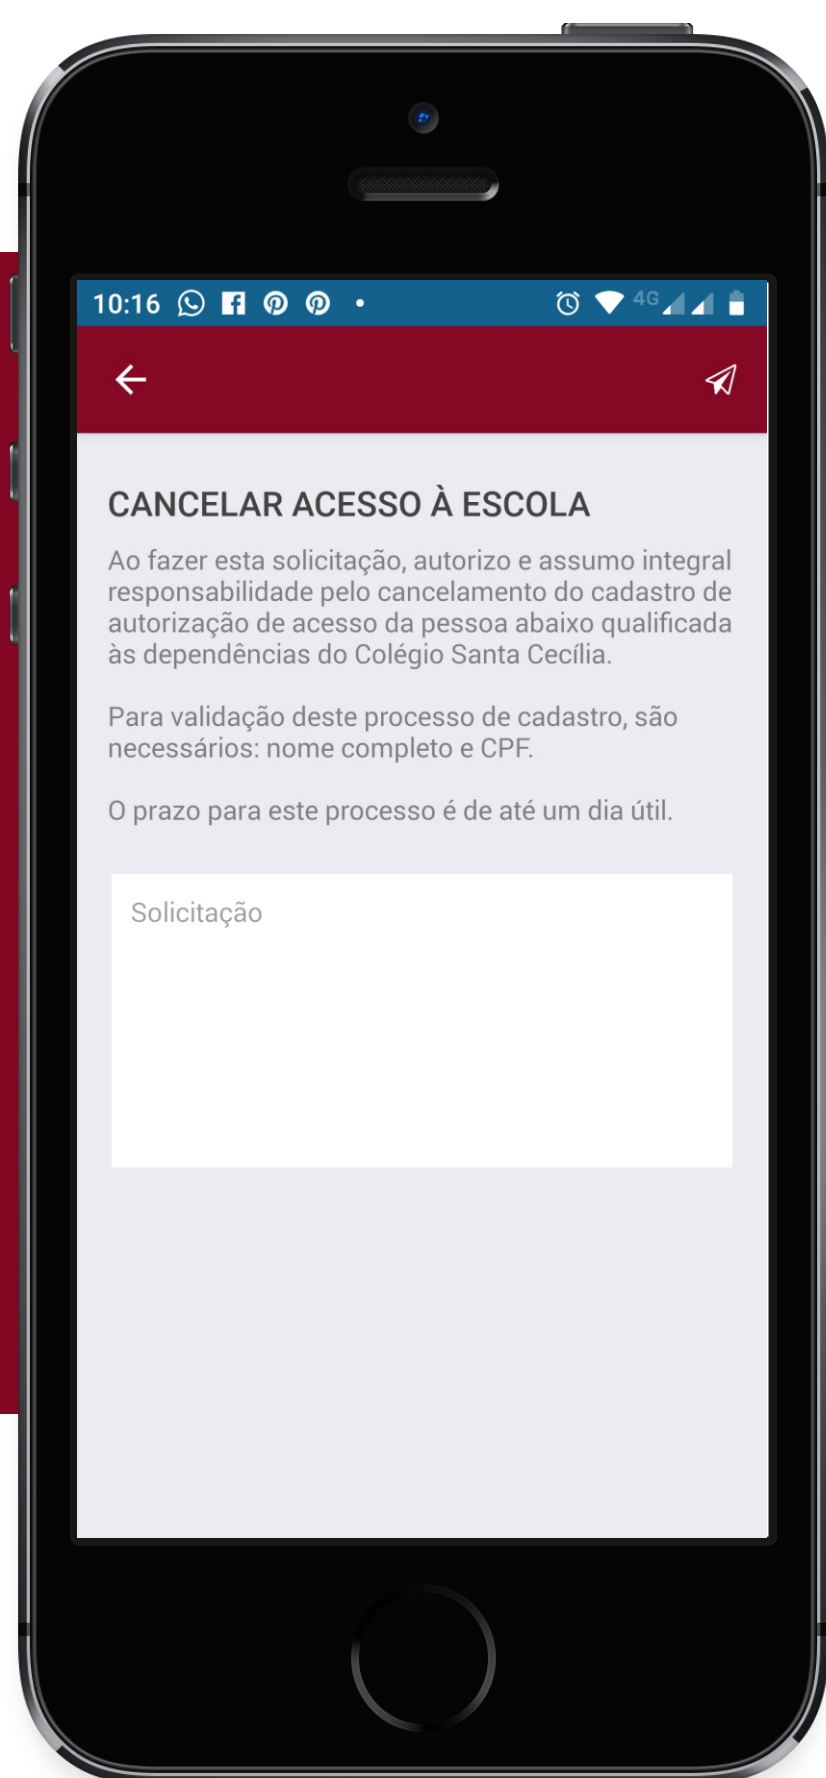 10:16
4G
CANCELAR ACESSO À ESCOLA
Ao fazer esta solicitação, autorizo e assumo integral
responsabilidade pelo cancelamento do cadastro de
autorização de acesso da pessoa abaixo qualificada
às dependências do Colégio Santa Cecília.
Para validação deste processo de cadastro, são
necessários: nome completo e CPF.
O prazo para este processo é de até um dia útil.
Solicitação